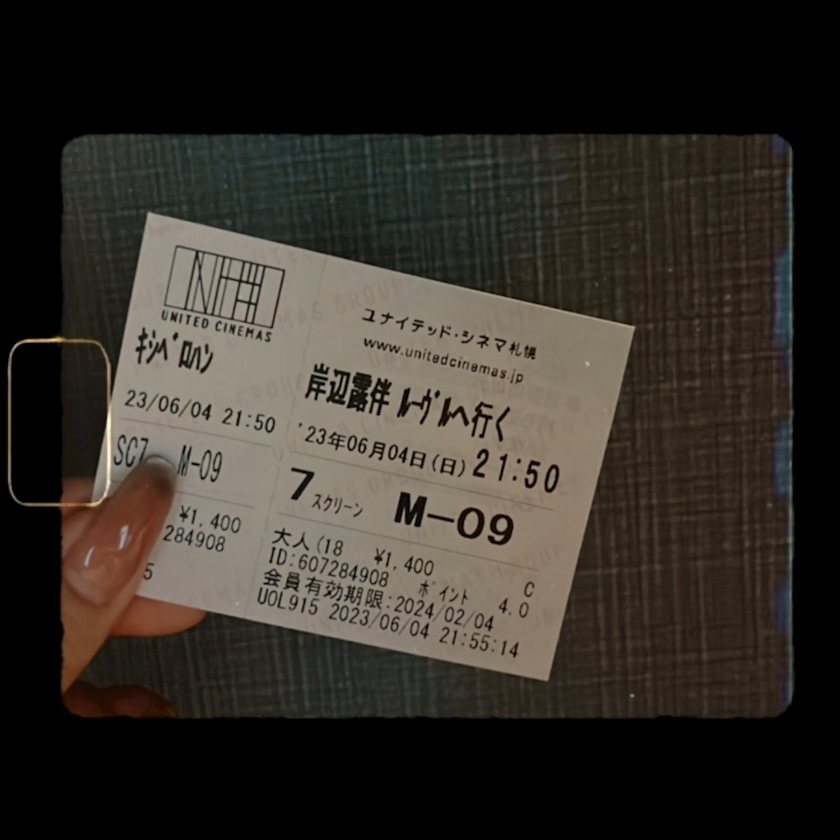 UNITED CINEMAS
キシベロハン
23/06/04 21:50
SC7 M-09
¥1,400
284908
5
ユナイテッド・シネマ札幌
www.unitedcinemas.jp
岸辺露伴 ルーヴルへ行く
'23年06月04日(日) 21:50
7スクリーン M-09
大人(18 ¥1,400 C
ID:607284908 ポイント 4.0
会員有効期限:2024/02/04
UOL915 2023/06/04 21:55:14